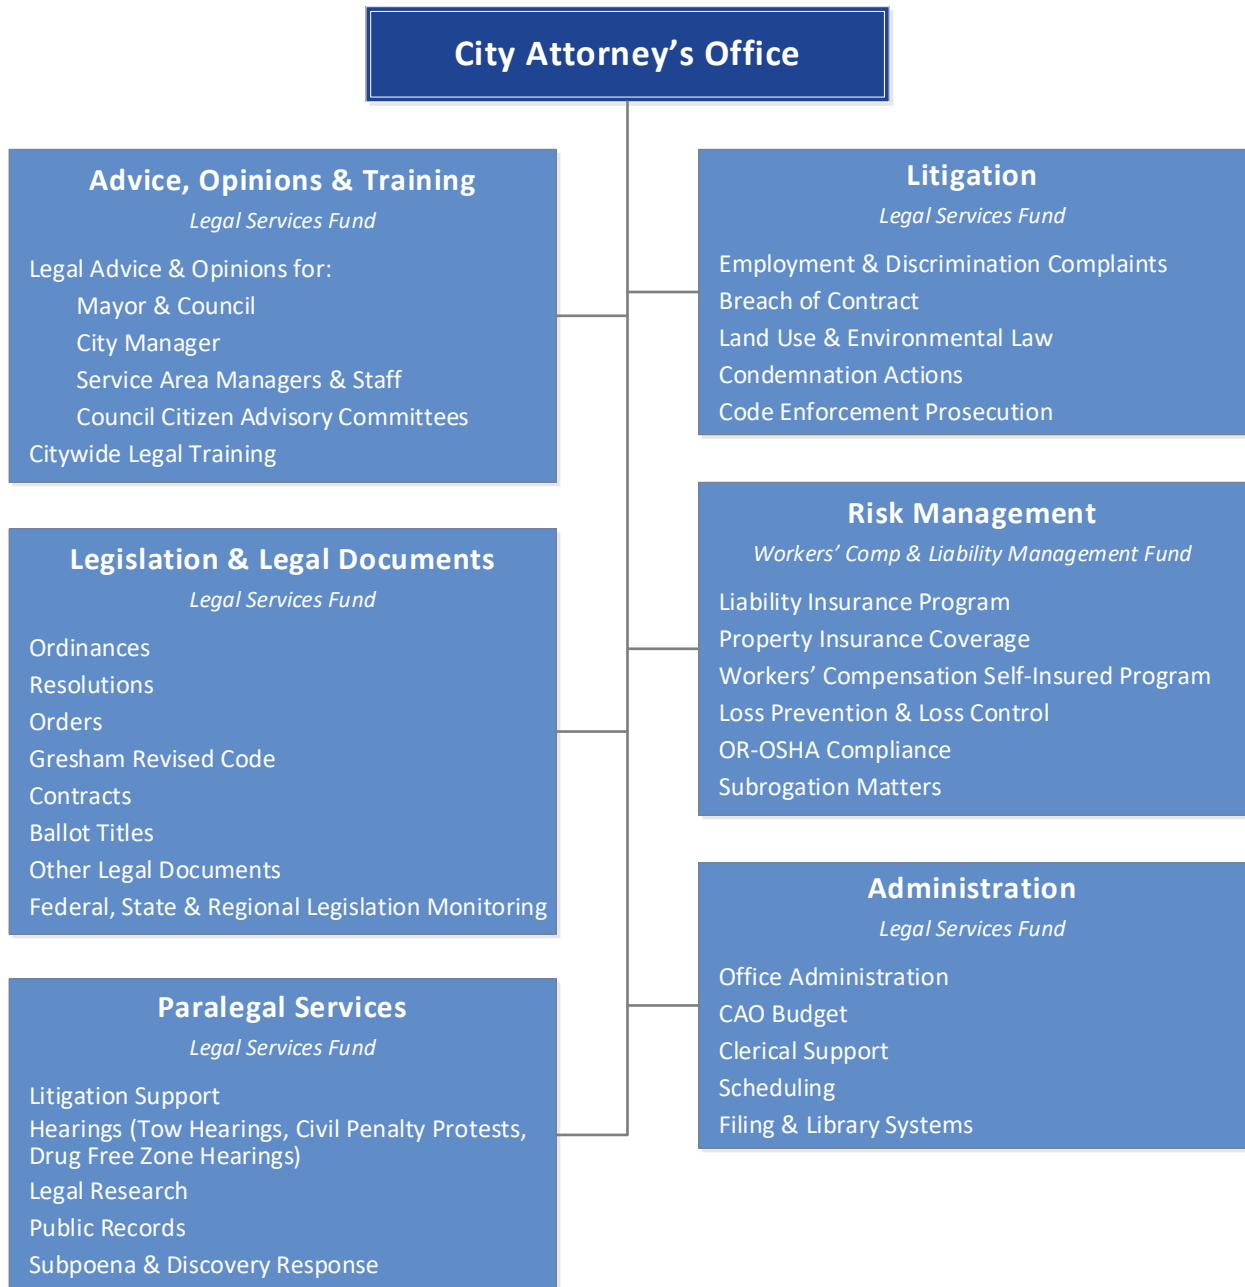 City Attorney’s Office
Advice, Opinions & Training
Legal Services Fund
Legal Advice & Opinions for:
Mayor & Council
City Manager
Service Area Managers & Staff
Council Citizen Advisory Committees
Citywide Legal Training
Legislation & Legal Documents
Legal Services Fund
Ordinances
Resolutions
Orders
Gresham Revised Code
Contracts
Ballot Titles
Other Legal Documents
Federal, State & Regional Legislation Monitoring
Paralegal Services
Legal Services Fund
Litigation Support
Hearings (Tow Hearings, Civil Penalty Protests,
Drug Free Zone Hearings)
Legal Research
Public Records
Subpoena & Discovery Response
Litigation
Legal Services Fund
Employment & Discrimination Complaints
Breach of Contract
Land Use & Environmental Law
Condemnation Actions
Code Enforcement Prosecution
Risk Management
Workers’ Comp & Liability Management Fund
Liability Insurance Program
Property Insurance Coverage
Workers’ Compensation Self-Insured Program
Loss Prevention & Loss Control
OR-OSHA Compliance
Subrogation Matters
Administration
Legal Services Fund
Office Administration
CAO Budget
Clerical Support
Scheduling
Filing & Library Systems